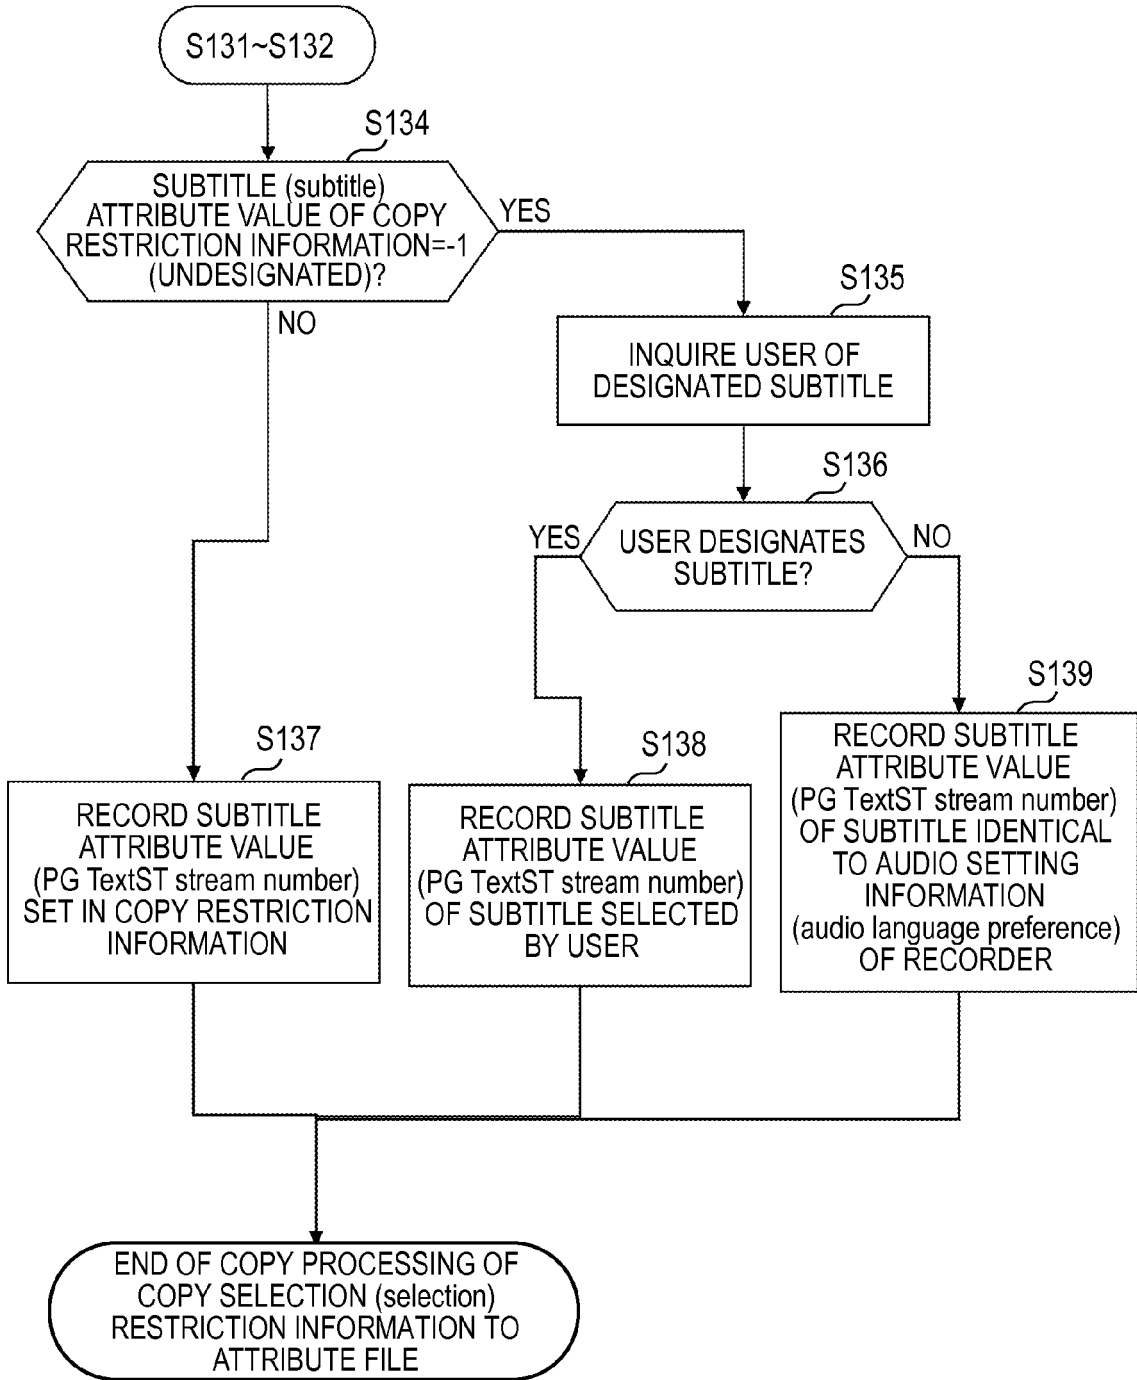 S131~S132
S134
SUBTITLE (subtitle)
ATTRIBUTE VALUE OF COPY
RESTRICTION INFORMATION=-1
(UNDESIGNATED)?
YES
NO
S135
INQUIRE USER OF
DESIGNATED SUBTITLE
S136
YES
USER DESIGNATES
SUBTITLE?
NO
S137
RECORD SUBTITLE
ATTRIBUTE VALUE
(PG TextST stream number)
SET IN COPY RESTRICTION
INFORMATION
S138
RECORD SUBTITLE
ATTRIBUTE VALUE
(PG TextST stream number)
OF SUBTITLE SELECTED
BY USER
S139
RECORD SUBTITLE
ATTRIBUTE VALUE
(PG TextST stream number)
OF SUBTITLE IDENTICAL
TO AUDIO SETTING
INFORMATION
(audio language preference)
OF RECORDER
END OF COPY PROCESSING OF
COPY SELECTION (selection)
RESTRICTION INFORMATION TO
ATTRIBUTE FILE